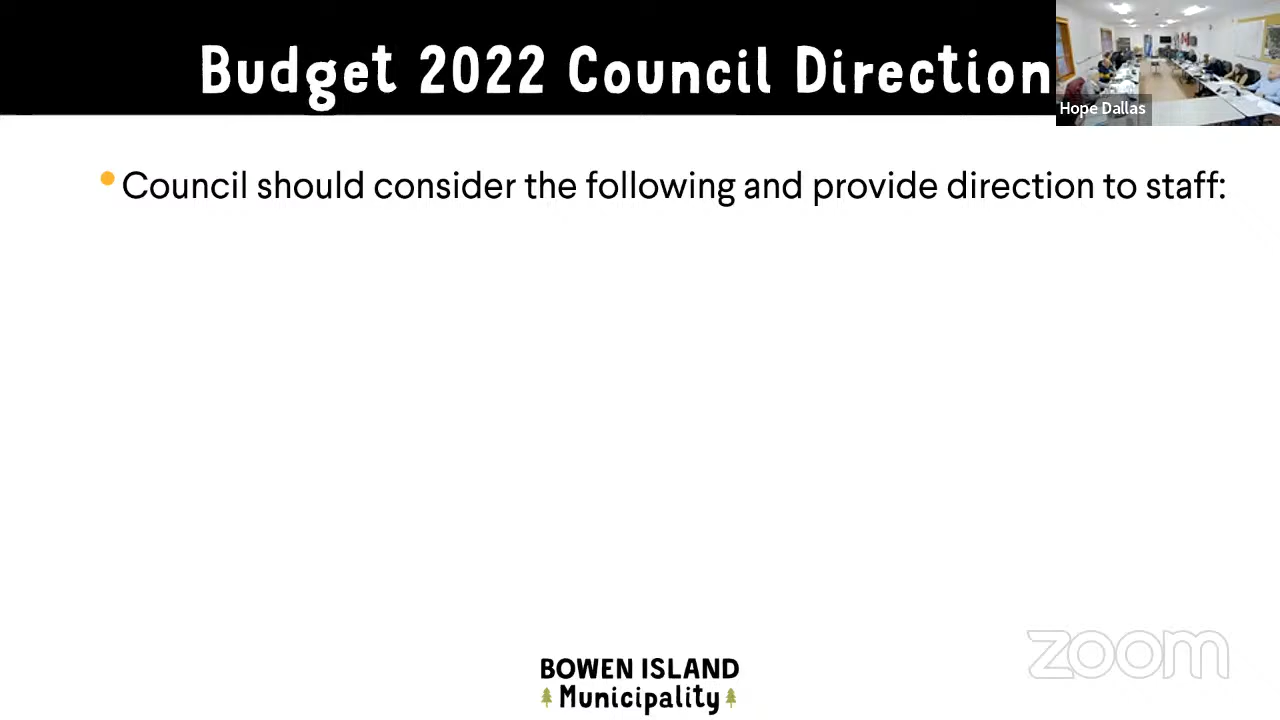 Budget 2022 Council Direction
Hope Dallas
• Council should consider the following and provide direction to staff:
zoom
BOWEN ISLAND
Municipality